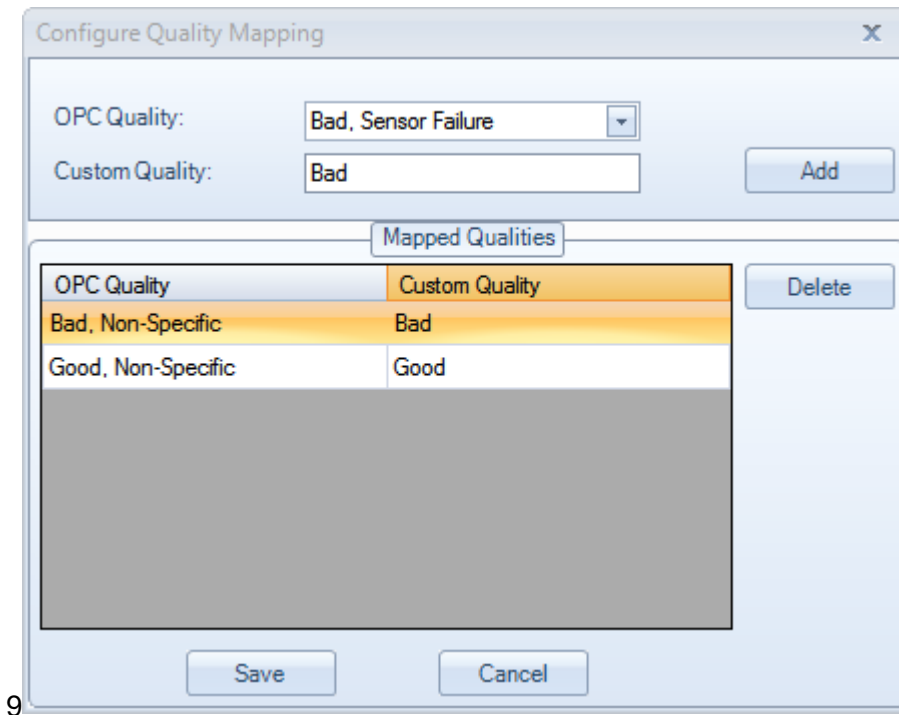 Configure Quality Mapping x
OPC Quality: Bad, Sensor Failure
Custom Quality: Bad Add
Mapped Qualities
OPC Quality Custom Quality Delete
Bad, Non-Specific Bad
Good, Non-Specific Good
Save Cancel
9